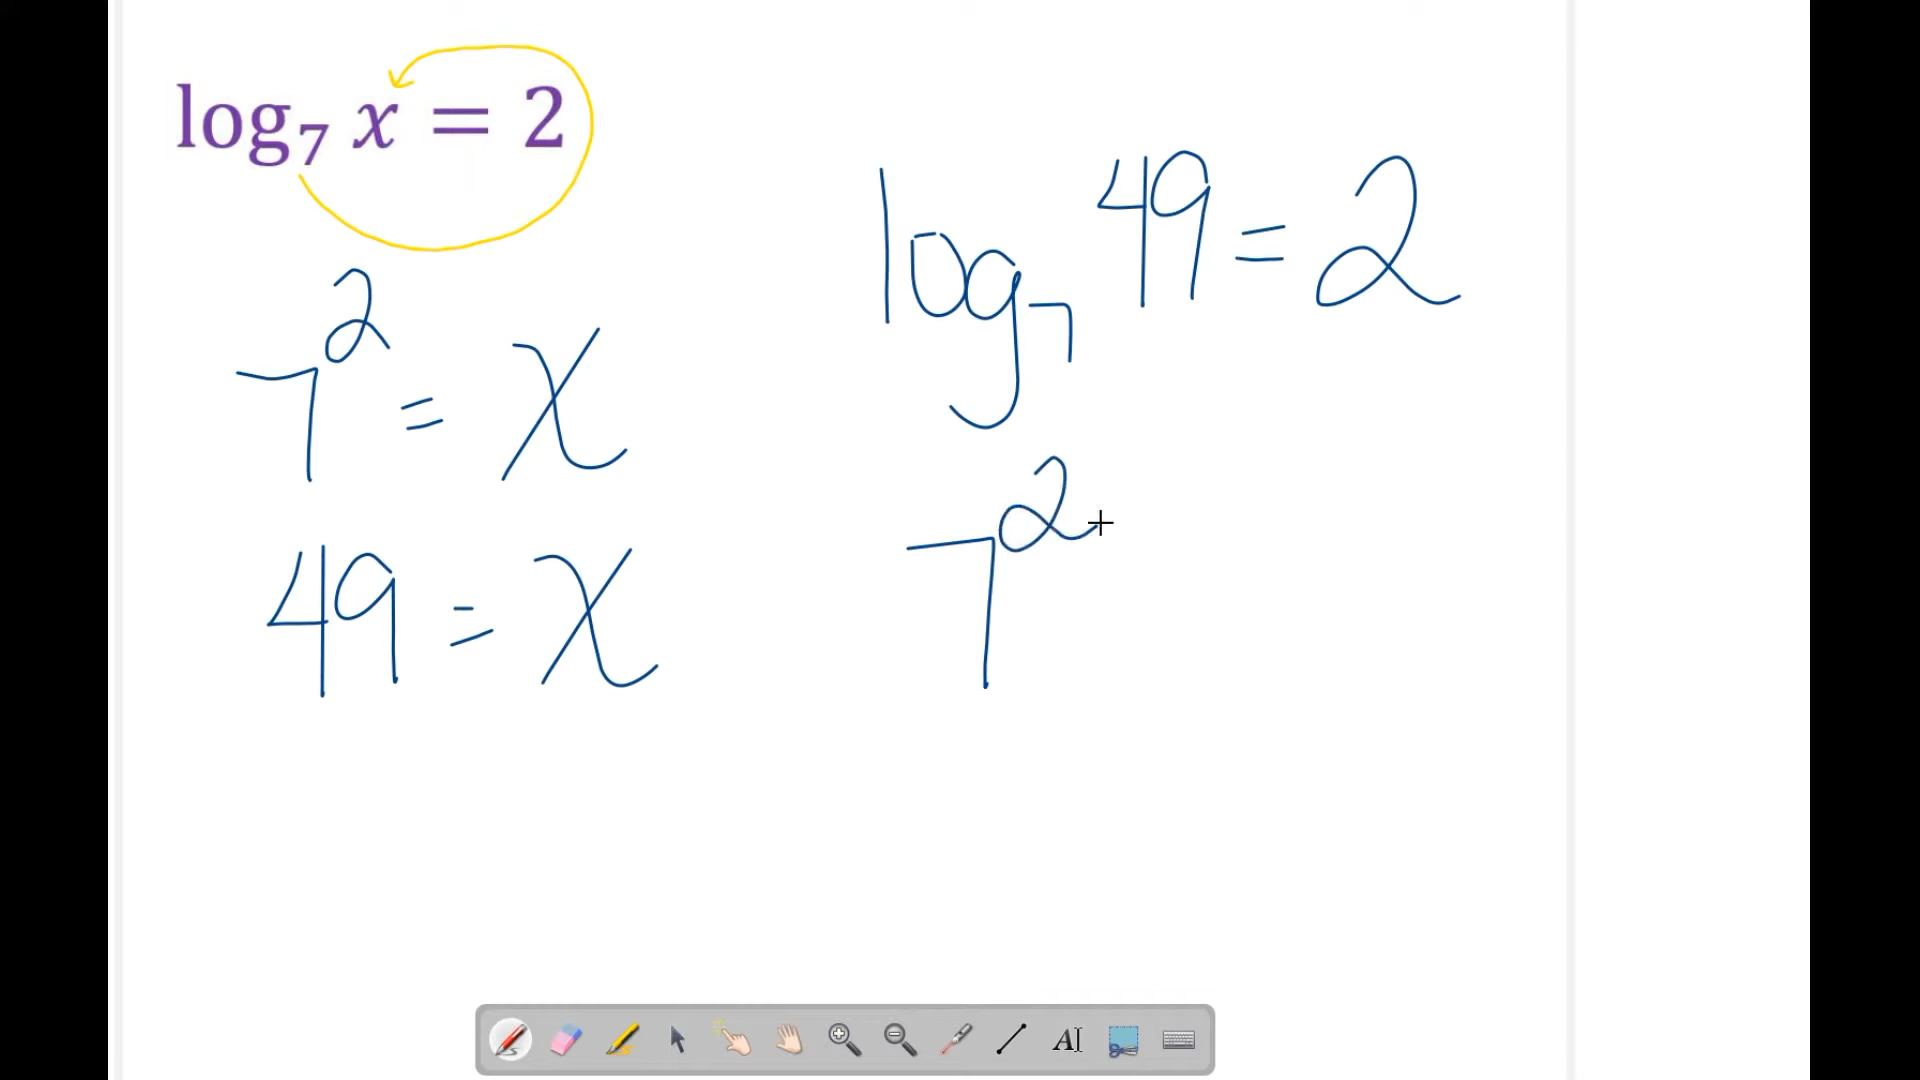 log₇ x = 2
7² = x
49 = x
log₇ 49 = 2
7²
AI